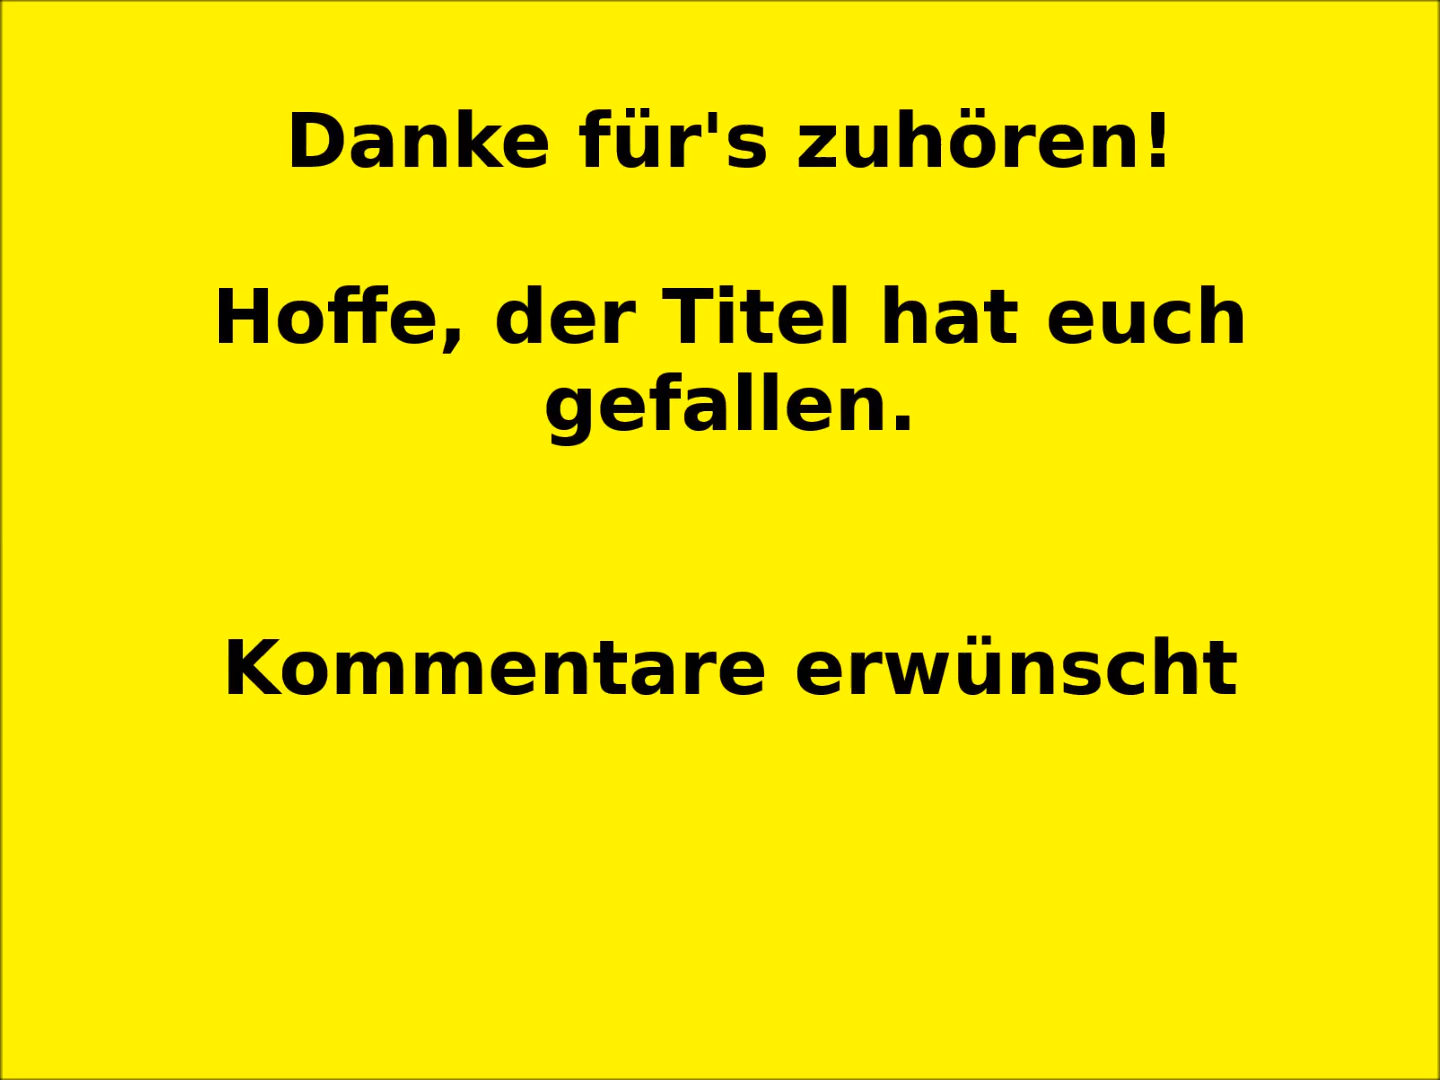 Danke für's zuhören!
Hoffe, der Titel hat euch
gefallen.
Kommentare erwünscht